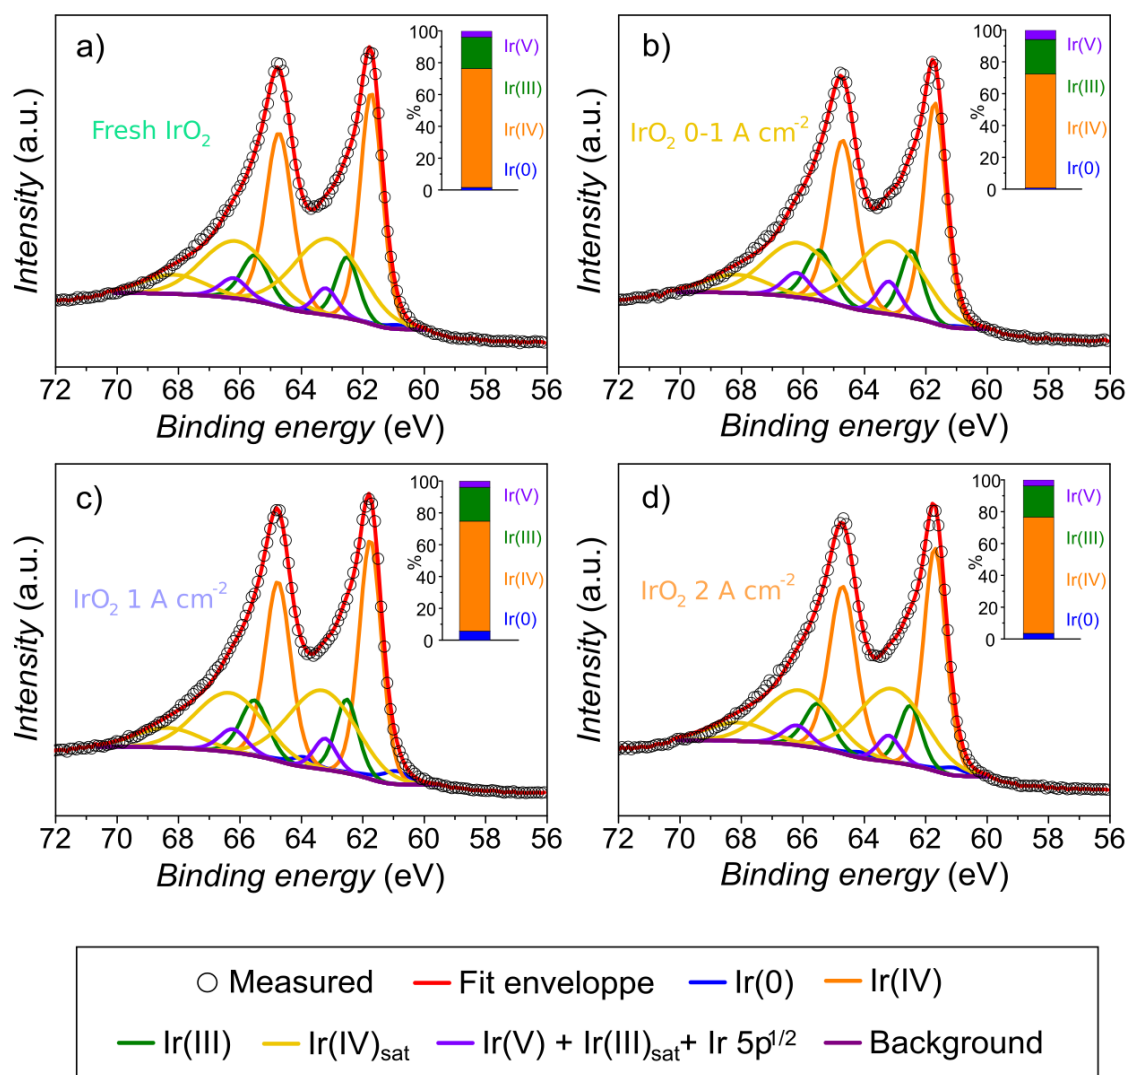 a)
Fresh IrO₂
Intensity (a.u.)
100
80
60
40
20
0
%
Ir(V)
Ir(III)
Ir(IV)
Ir(0)
72 70 68 66 64 62 60 58 56
Binding energy (eV)
b)
IrO₂ 0-1 A cm⁻²
Intensity (a.u.)
100
80
60
40
20
0
%
Ir(V)
Ir(III)
Ir(IV)
Ir(0)
72 70 68 66 64 62 60 58 56
Binding energy (eV)
c)
IrO₂ 1 A cm⁻²
Intensity (a.u.)
100
80
60
40
20
0
%
Ir(V)
Ir(III)
Ir(IV)
Ir(0)
72 70 68 66 64 62 60 58 56
Binding energy (eV)
d)
IrO₂ 2 A cm⁻²
Intensity (a.u.)
100
80
60
40
20
0
%
Ir(V)
Ir(III)
Ir(IV)
Ir(0)
72 70 68 66 64 62 60 58 56
Binding energy (eV)
Measured Fit enveloppe Ir(0) Ir(IV)
Ir(III) Ir(IV)sat Ir(V) + Ir(III)sat+ Ir 5p1/2 Background